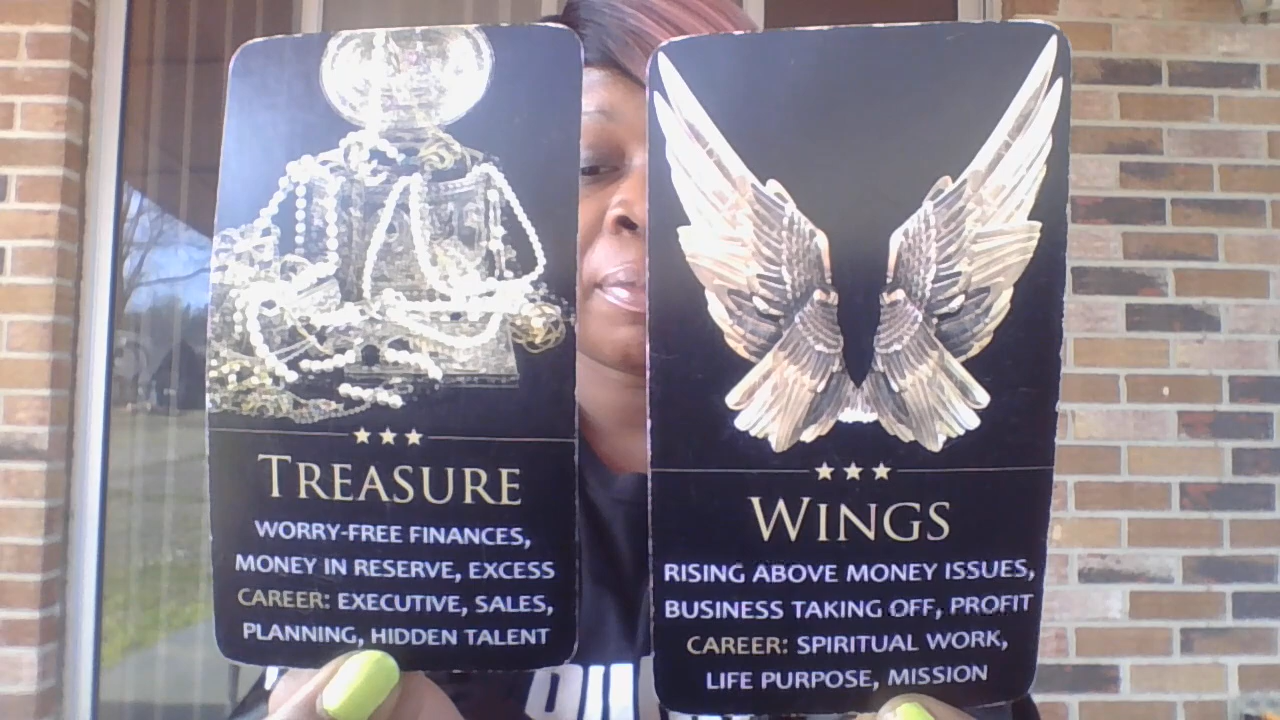 TREASURE
WORRY-FREE FINANCES,
MONEY IN RESERVE, EXCESS
CAREER: EXECUTIVE, SALES,
PLANNING, HIDDEN TALENT
WINGS
RISING ABOVE MONEY ISSUES,
BUSINESS TAKING OFF, PROFIT
CAREER: SPIRITUAL WORK,
LIFE PURPOSE, MISSION